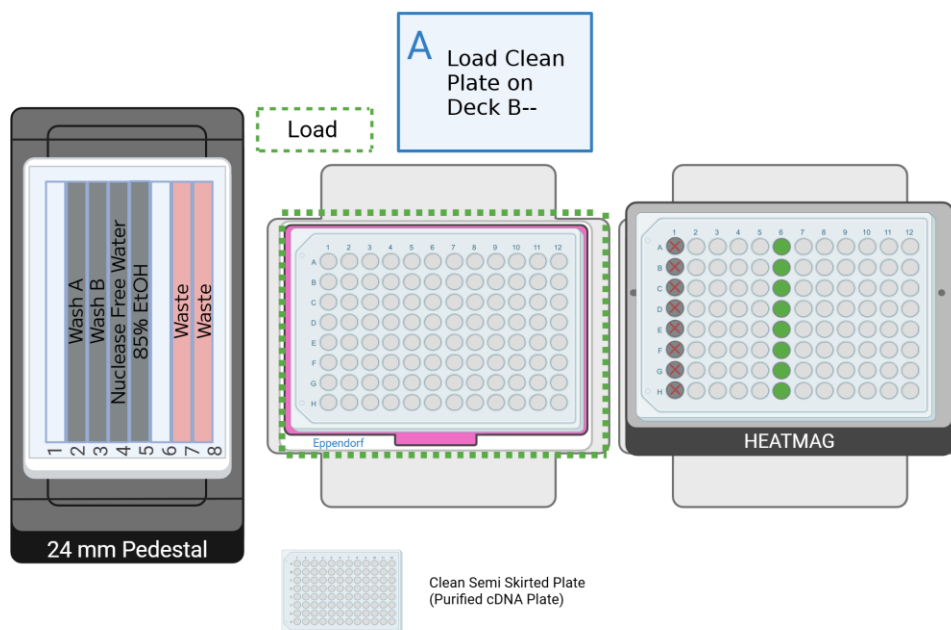 A
Load Clean
Plate on
Deck B--
Load
Wash A
Wash B
Nuclease Free Water
85% EtOH
Waste
Waste
1 2 3 4 5 6 7 8
24 mm Pedestal
1 2 3 4 5 6 7 8 9 10 11 12
A
B
C
D
E
F
G
H
Eppendorf
1 2 3 4 5 6 7 8 9 10 11 12
A
B
C
D
E
F
G
H
HEATMAG
Clean Semi Skirted Plate
(Purified cDNA Plate)